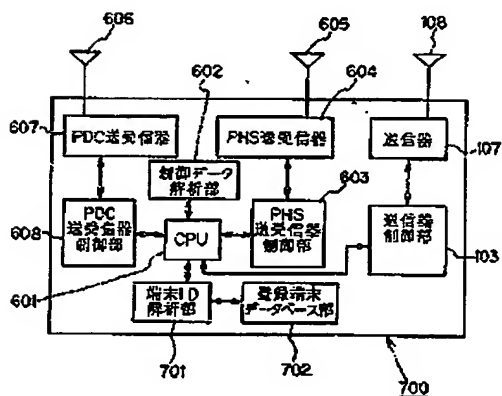 606
605
108
602
604
607
PDC送受信器
PHS送受信器
送信器
107
制御データ
解析部
603
PDC
送受信器
制御部
608
CPU
PHS
送受信器
制御部
送信器
制御部
103
601
端末ID
解析部
登録端末
データベース部
701
702
700